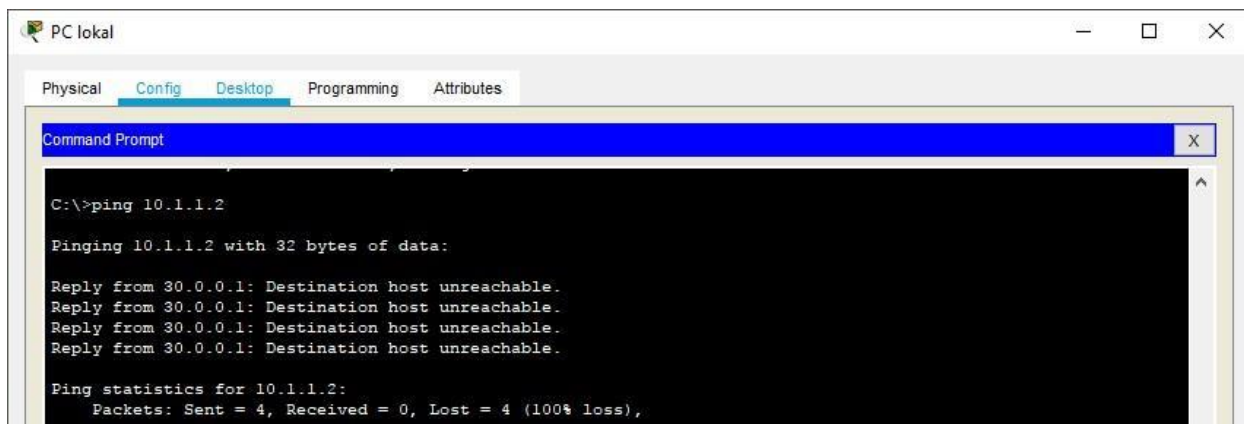 PC lokal
Physical Config Desktop Programming Attributes
Command Prompt
X
C:\>ping 10.1.1.2
Pinging 10.1.1.2 with 32 bytes of data:
Reply from 30.0.0.1: Destination host unreachable.
Reply from 30.0.0.1: Destination host unreachable.
Reply from 30.0.0.1: Destination host unreachable.
Reply from 30.0.0.1: Destination host unreachable.
Ping statistics for 10.1.1.2:
Packets: Sent = 4, Received = 0, Lost = 4 (100% loss),